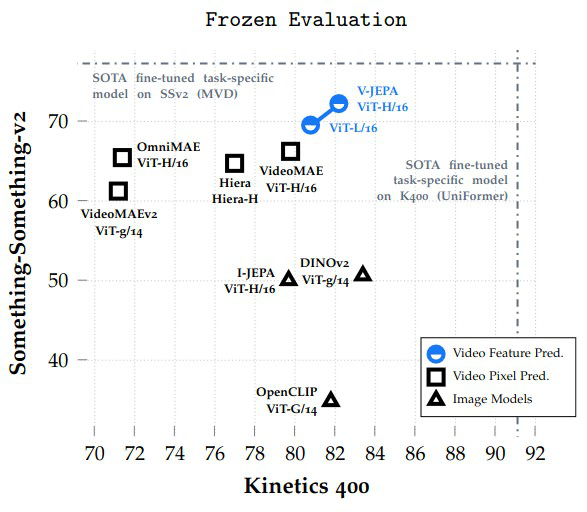 Frozen Evaluation
SOTA fine-tuned task-specific
model on SSv2 (MVD)
V-JEPA
ViT-H/16
ViT-L/16
OmniMAE
ViT-H/16
Hiera
Hiera-H
VideoMAE
ViT-H/16
VideoMAEv2
ViT-g/14
SOTA fine-tuned
task-specific model
on K400 (UniFormer)
I-JEPA
ViT-H/16
DINOv2
ViT-g/14
OpenCLIP
ViT-G/14
Video Feature Pred.
Video Pixel Pred.
Image Models
Something-Something-v2
70
60
50
40
70 72 74 76 78 80 82 84 86 88 90 92
Kinetics 400